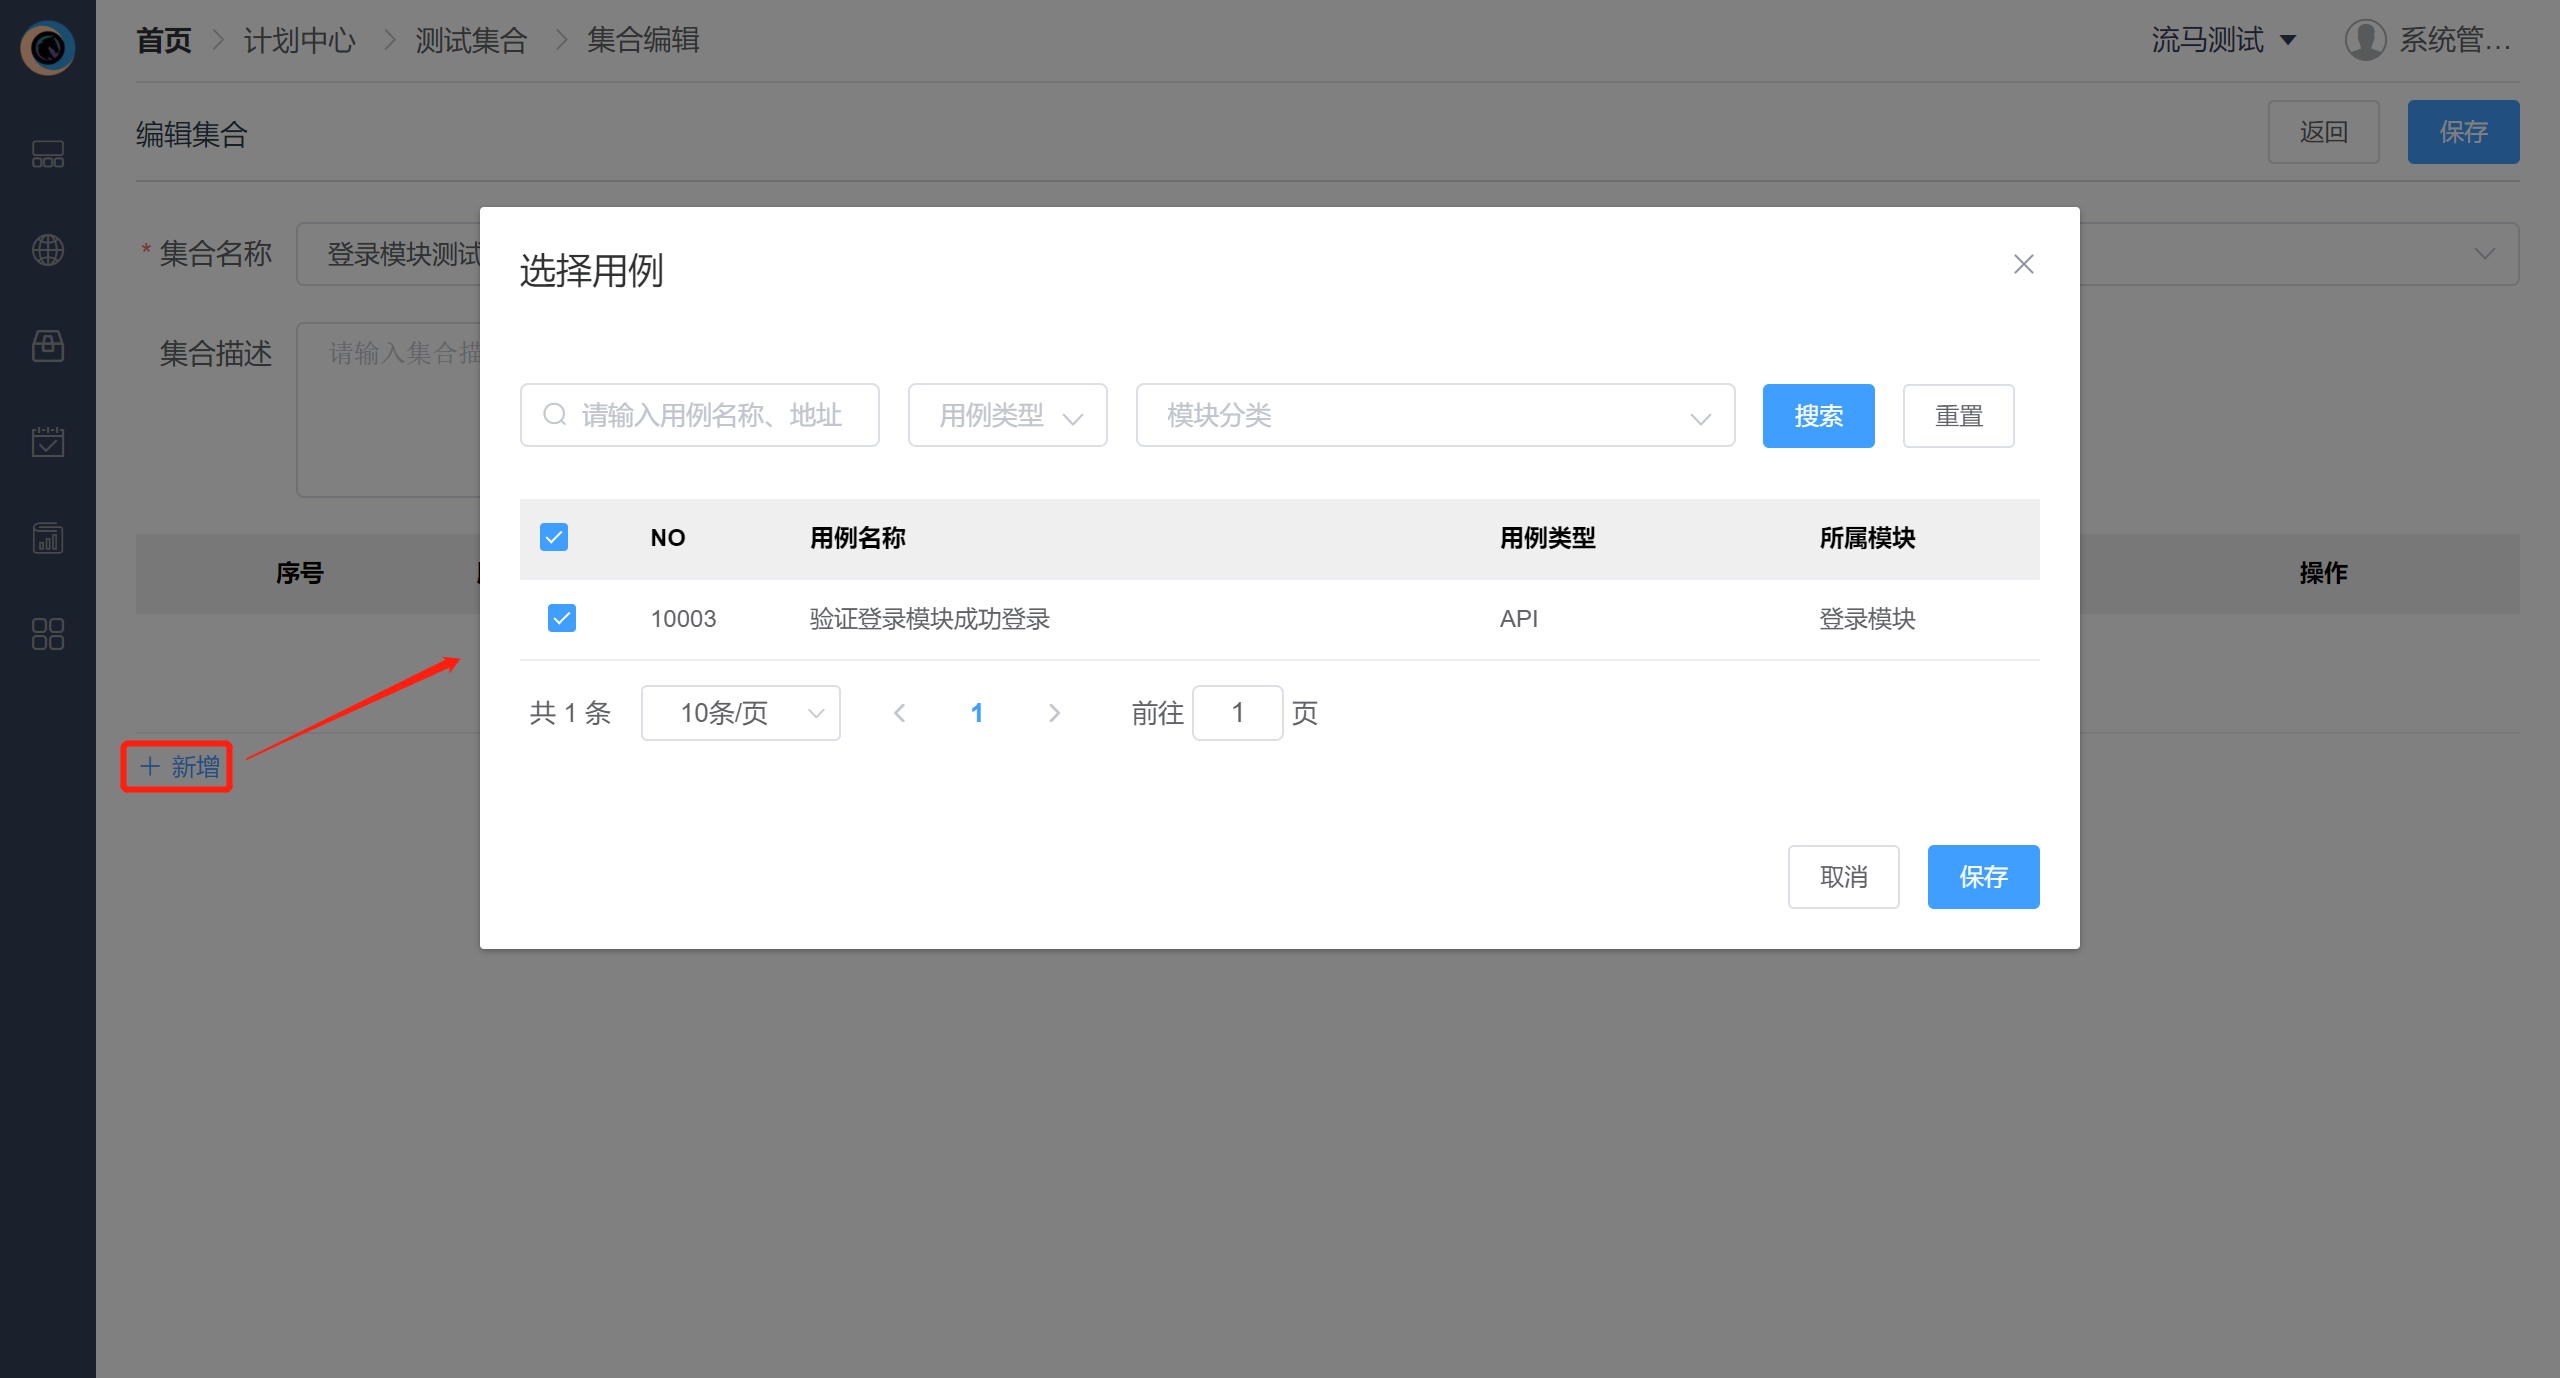 首页 计划中心 测试集合 集合编辑 流马测试 系统管...
编辑集合 返回 保存
* 集合名称 登录模块测试
集合描述 请输入集合描
序号 操作
+ 新增
选择用例
请输入用例名称、地址 用例类型 模块分类 搜索 重置
NO 用例名称 用例类型 所属模块
10003 验证登录模块成功登录 API 登录模块
共 1 条 10条/页 1 前往 1 页
取消 保存